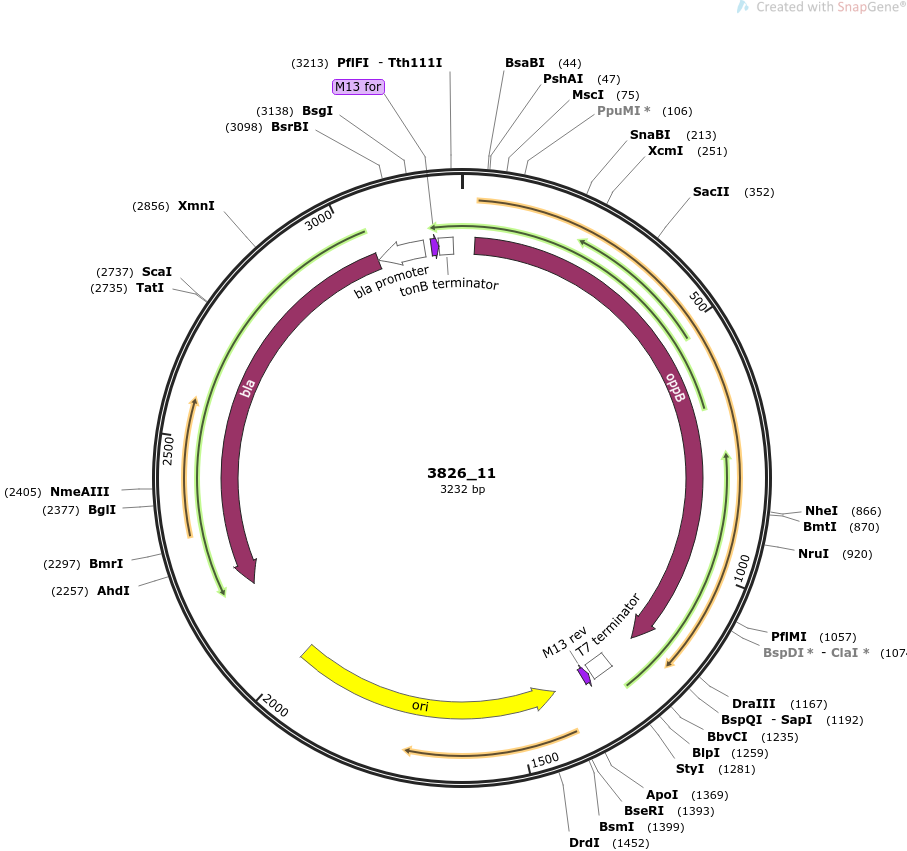 Created with SnapGene®
(3213) PflFI - Tth111I
M13 for
(3138) BsgI
(3098) BsrBI
BsaBI (44)
PshAI (47)
MscI (75)
PpuMI * (106)
SnaBI (213)
XcmI (251)
SacII (352)
(2856) XmnI
(2737) ScaI
(2735) TatI
3000
500
bla promoter
tonB terminator
bla
oppB
2500
3826_11
3232 bp
(2405) NmeAIII
(2377) BglI
(2297) BmrI
(2257) AhdI
NheI (866)
BmtI (870)
NruI (920)
1000
PflMI (1057)
BspDI * - ClaI * (1074
M13 rev
T7 terminator
DraIII (1167)
BspQI - SapI (1192)
BbvCI (1235)
BlpI (1259)
StyI (1281)
2000
ori
1500
ApoI (1369)
BseRI (1393)
BsmI (1399)
DrdI (1452)